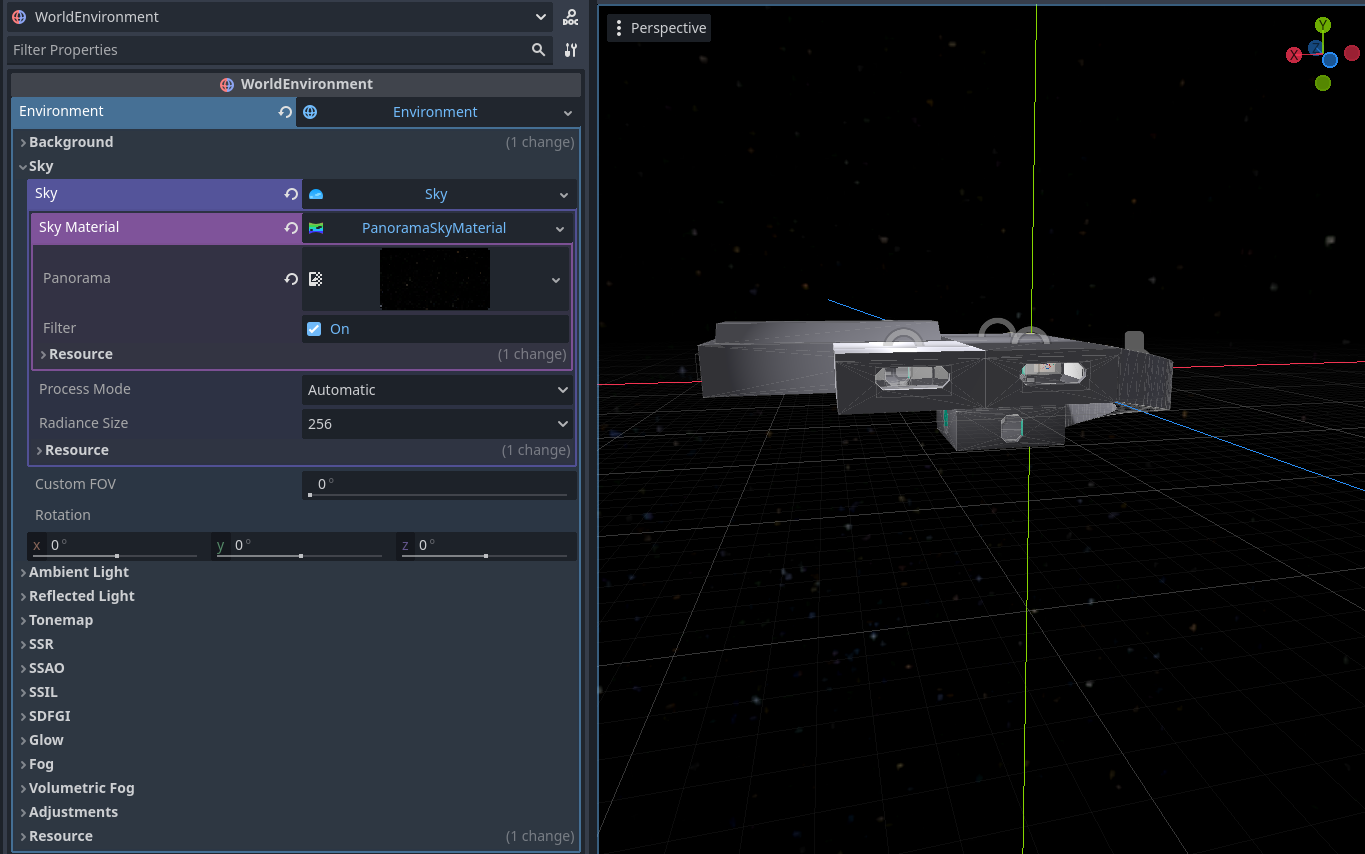 WorldEnvironment
DOC
Filter Properties
WorldEnvironment
Environment Environment
Background (1 change)
Sky
Sky Sky
Sky Material PanoramaSkyMaterial
Panorama
Filter On
Resource (1 change)
Process Mode Automatic
Radiance Size 256
Resource (1 change)
Custom FOV 0°
Rotation
x 0° y 0° z 0°
Ambient Light
Reflected Light
Tonemap
SSR
SSAO
SSIL
SDFGI
Glow
Fog
Volumetric Fog
Adjustments
Resource (1 change)
Perspective
Y
X Z